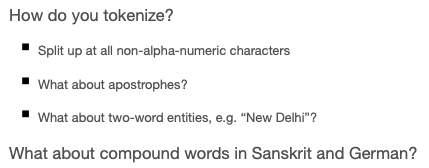 How do you tokenize?
Split up at all non-alpha-numeric characters
What about apostrophes?
What about two-word entities, e.g. “New Delhi”?
What about compound words in Sanskrit and German?